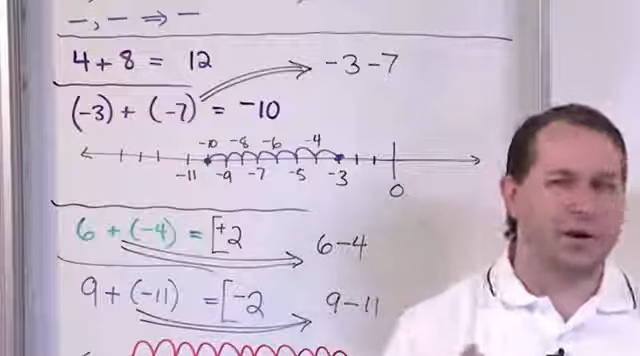 −, − ⇒ −
4 + 8 = 12
-3 - 7
(-3) + (-7) = -10
-10 -8 -6 -4
-11 -9 -7 -5 -3 0
6 + (-4) = [+2
6 - 4
9 + (-11) = [-2
9 - 11